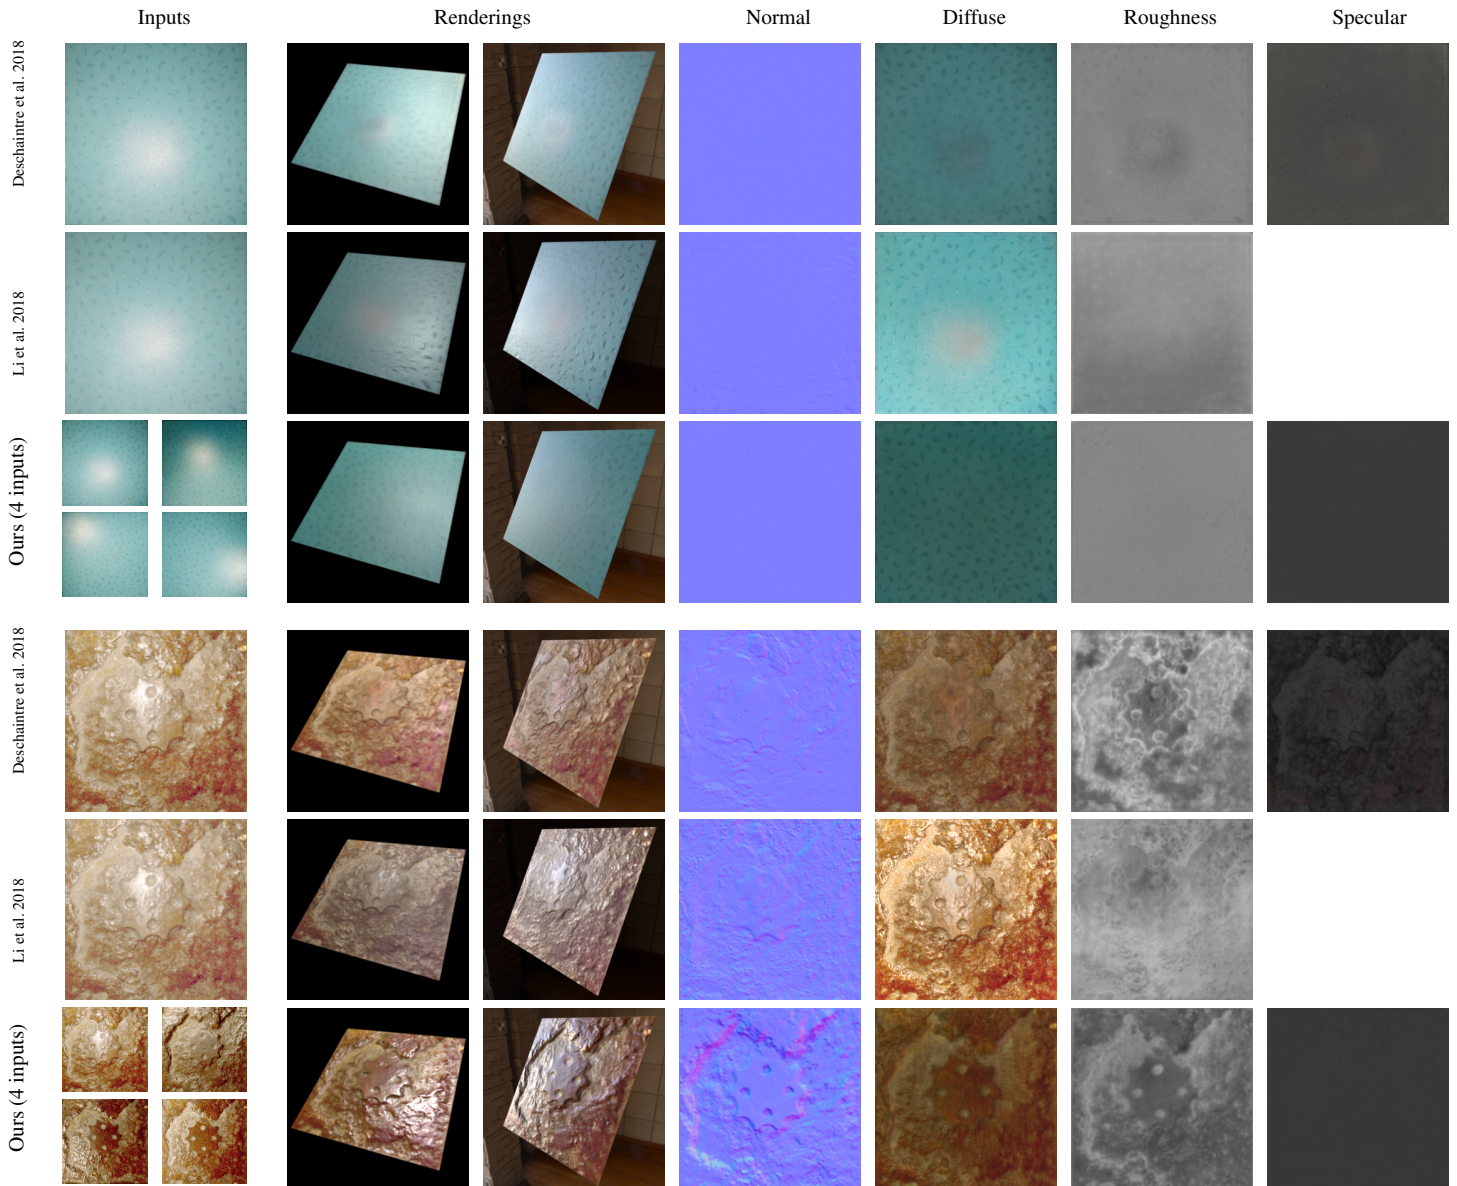 Inputs
Renderings
Normal
Diffuse
Roughness
Specular
Deschaintre et al. 2018
Li et al. 2018
Ours (4 inputs)
Deschaintre et al. 2018
Li et al. 2018
Ours (4 inputs)